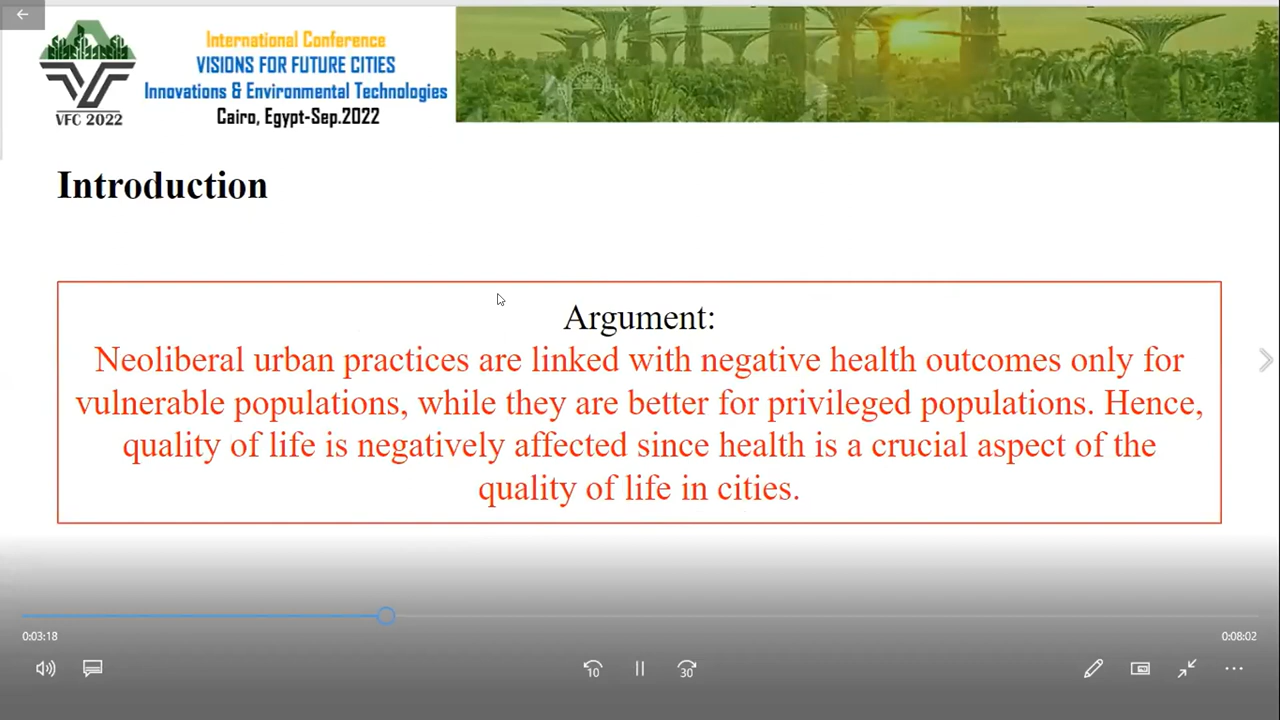 International Conference
VISIONS FOR FUTURE CITIES
Innovations & Environmental Technologies
Cairo, Egypt-Sep.2022
VFC 2022
Introduction
Argument:
Neoliberal urban practices are linked with negative health outcomes only for
vulnerable populations, while they are better for privileged populations. Hence,
quality of life is negatively affected since health is a crucial aspect of the
quality of life in cities.
0:03:18
0:08:02
10
30